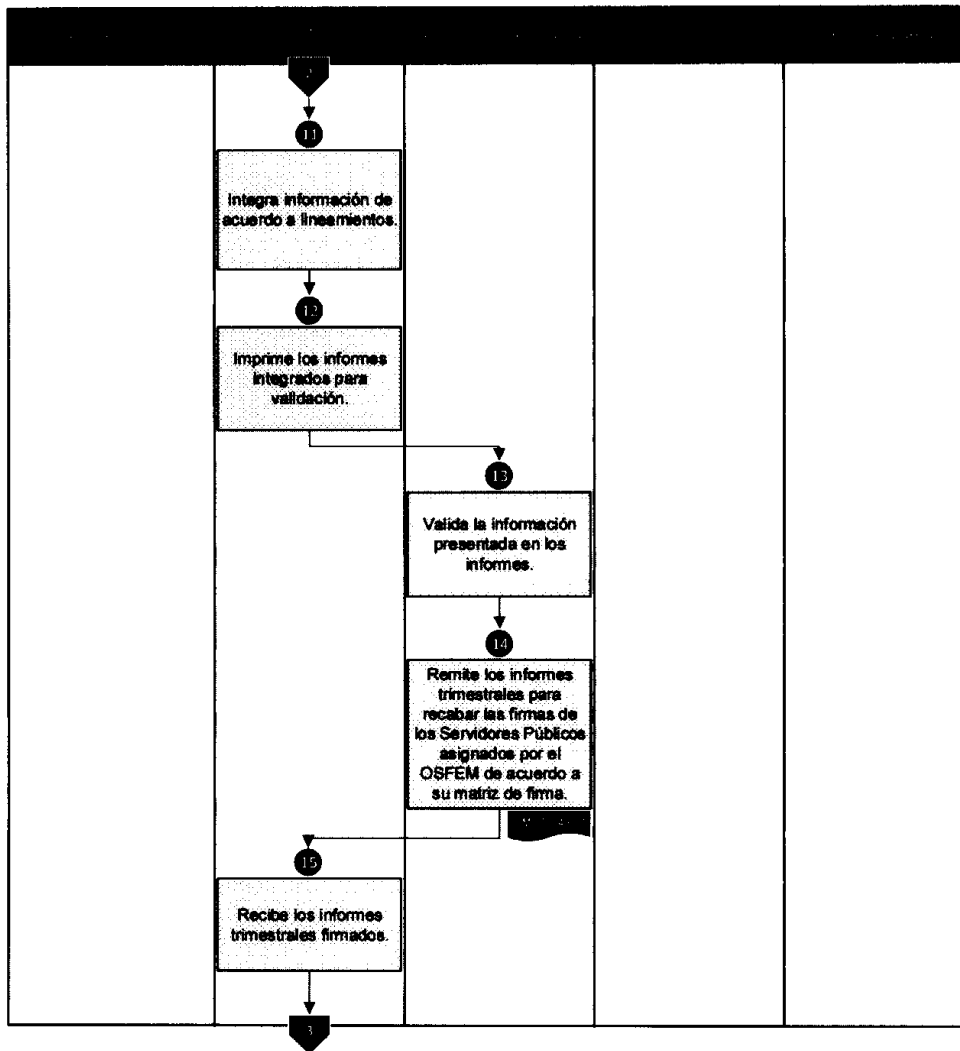 11
Integra información de
acuerdo a lineamientos.
12
Imprime los informes
integrados para
validación.
13
Valida la información
presentada en los
informes.
14
Remite los informes
trimestrales para
recabar las firmas de
los Servidores Públicos
asignados por el
OSFEM de acuerdo a
su matriz de firma.
15
Recibe los informes
trimestrales firmados.
3